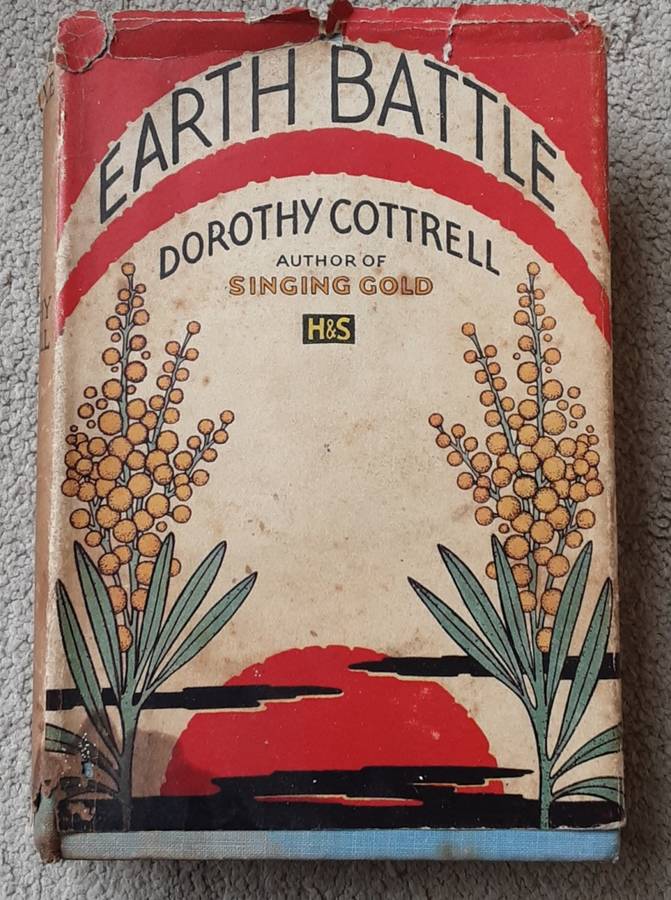 EARTH BATTLE
DOROTHY COTTRELL
AUTHOR OF
SINGING GOLD
H&S